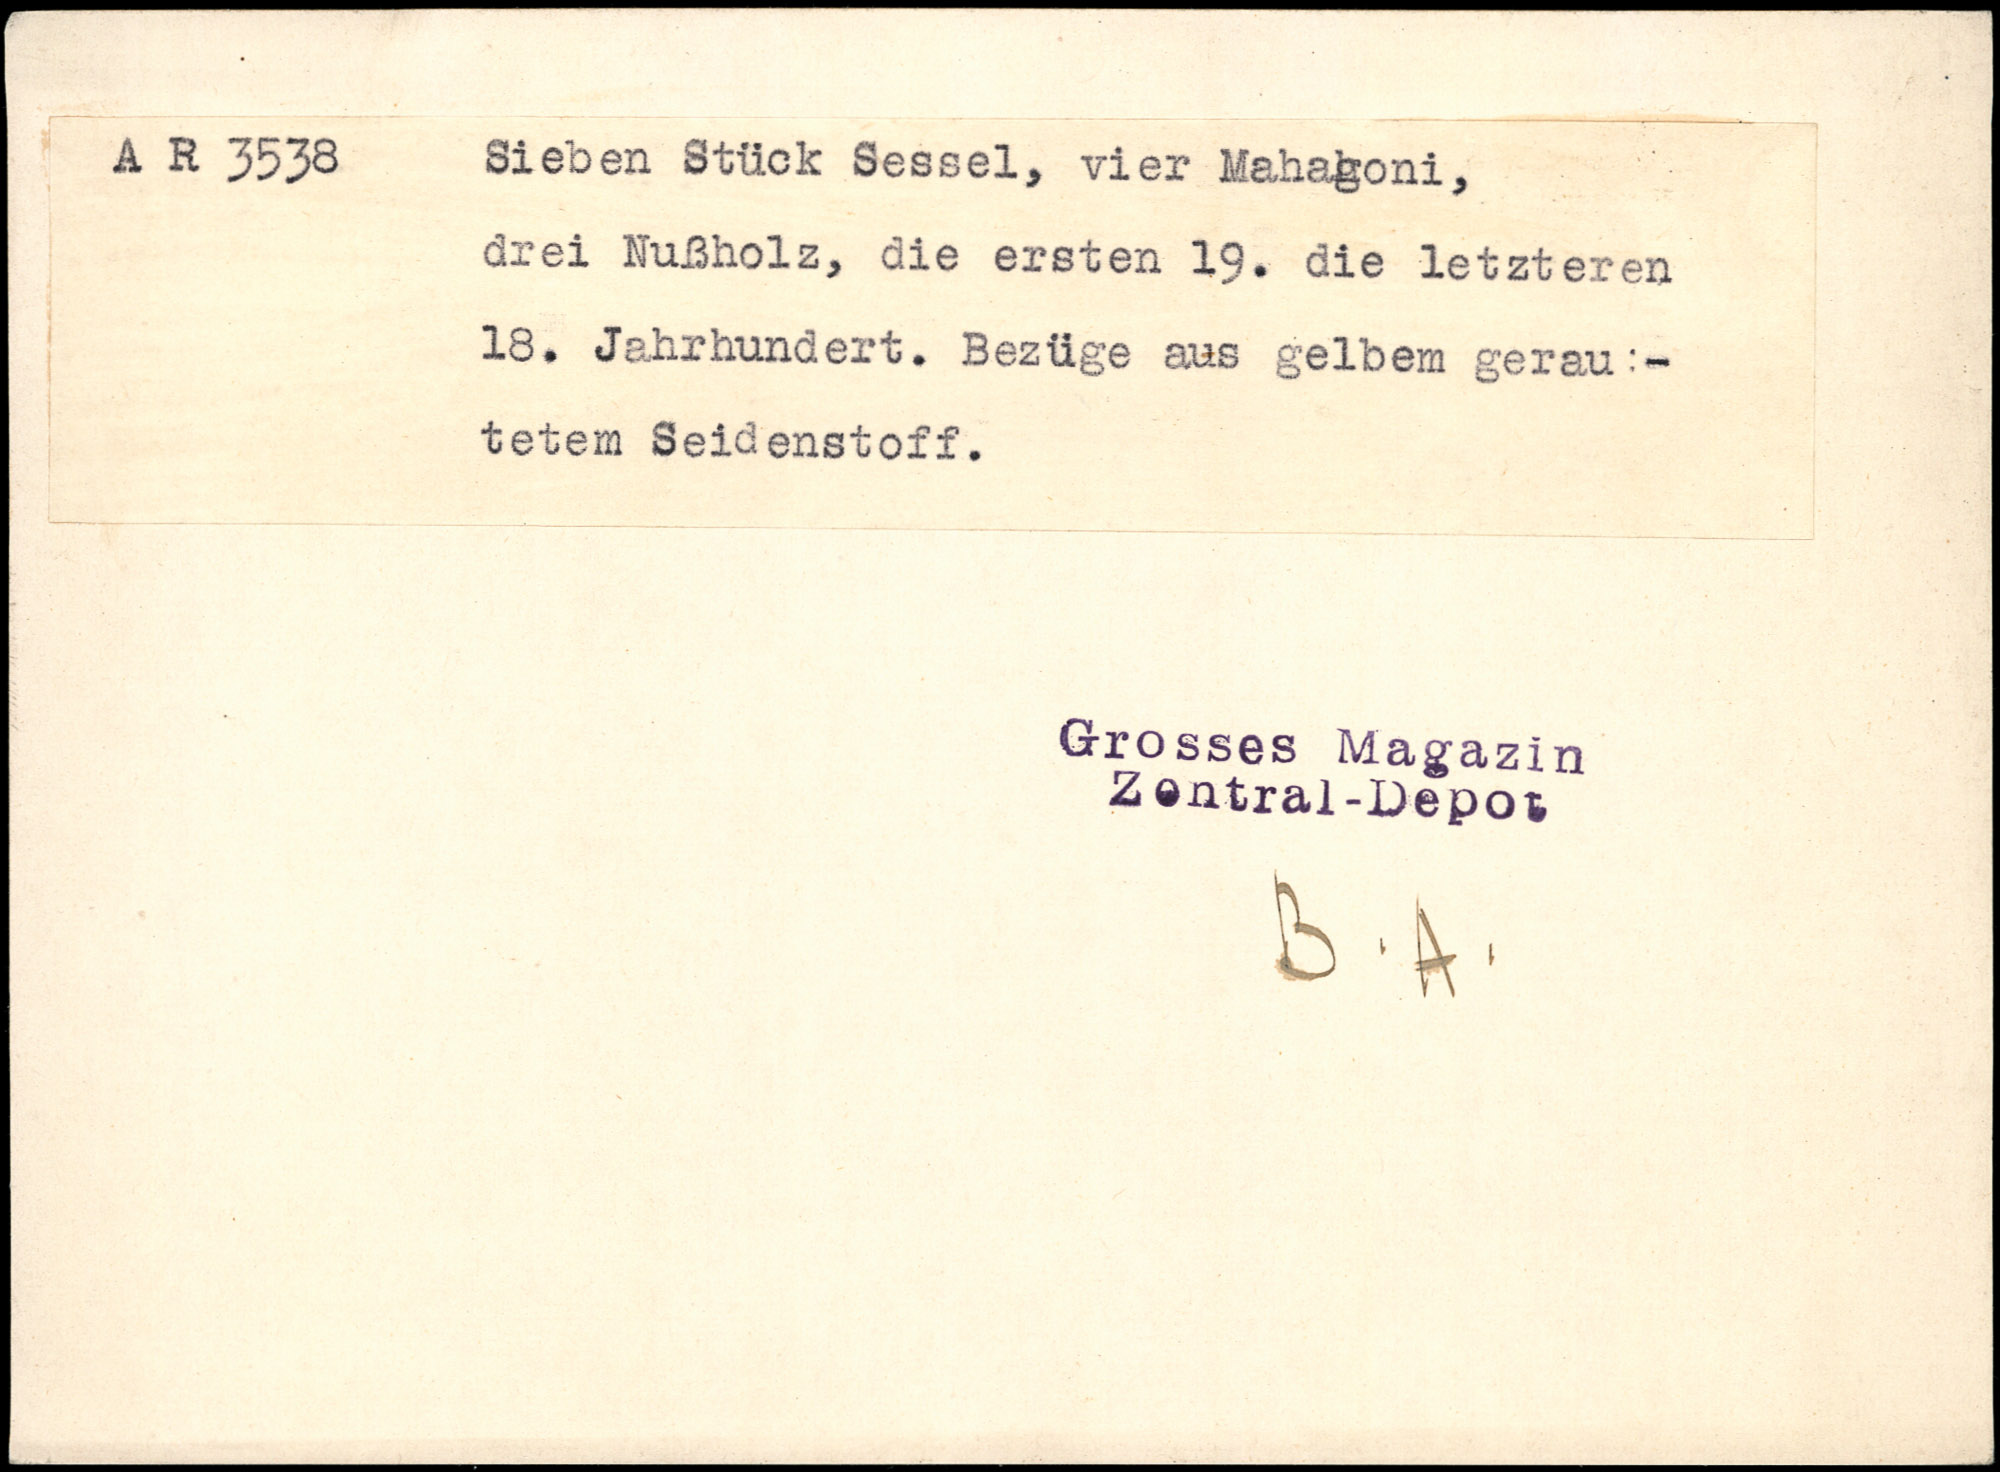 A R 3538 Sieben Stück Sessel, vier Mahagoni,
drei Nußholz, die ersten 19. die letzteren
18. Jahrhundert. Bezüge aus gelbem gerau:-
tetem Seidenstoff.
Grosses Magazin
Zentral-Depot
B. A.